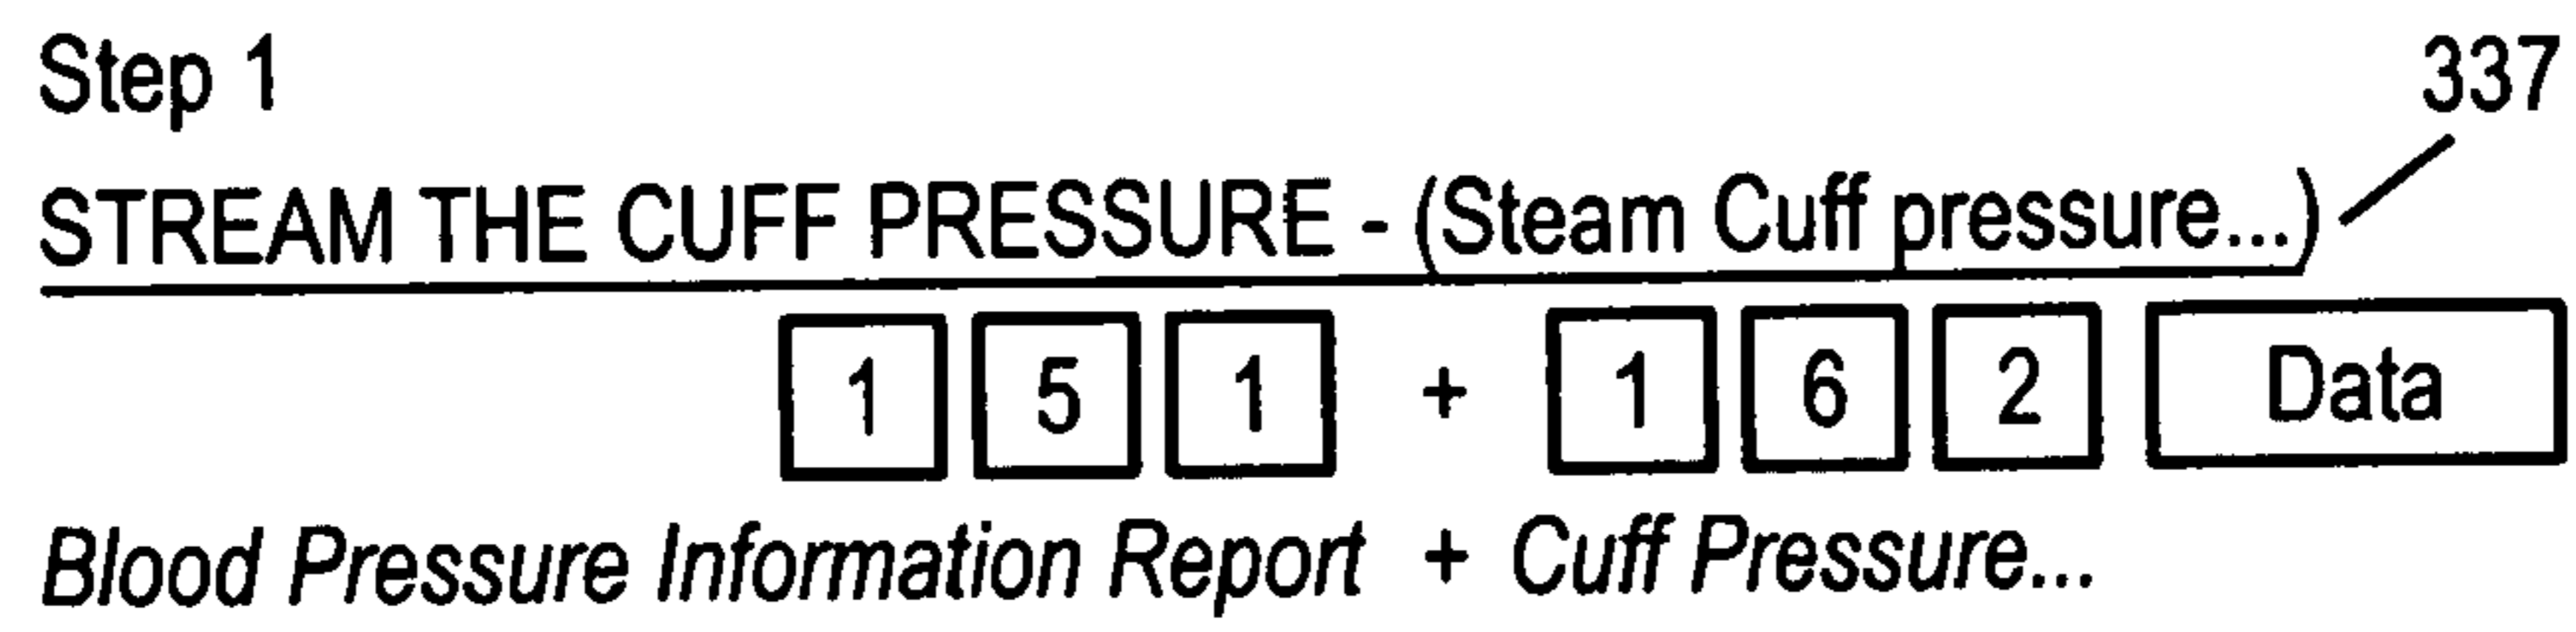 Step 1 337
STREAM THE CUFF PRESSURE - (Steam Cuff pressure...)
1 5 1 + 1 6 2 Data
Blood Pressure Information Report + Cuff Pressure...